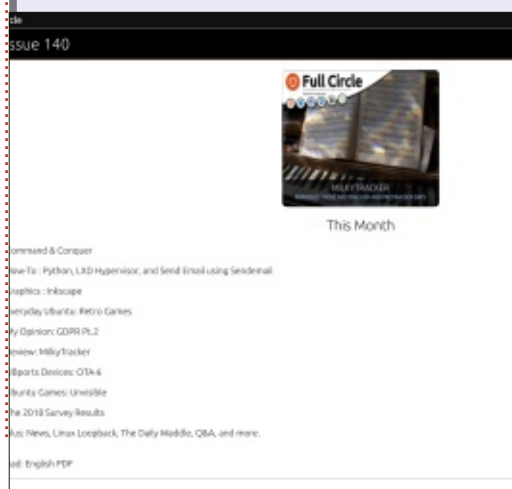 cle
ssue 140
Full Circle
MILKYTRACKER
This Month
ommand & Conquer
ow-To : Python, LXD Hypervisor, and Send Email using Sendemail
raphics : Inkscape
veryday Ubuntu: Retro Games
y Opinion: GDPR Pt.2
eview: MilkyTracker
Bports Devices: OTA-6
buntu Games: Unvisible
he 2018 Survey Results
lus: News, Linux Loopback, The Daily Waddle, Q&A, and more.
ad: English PDF